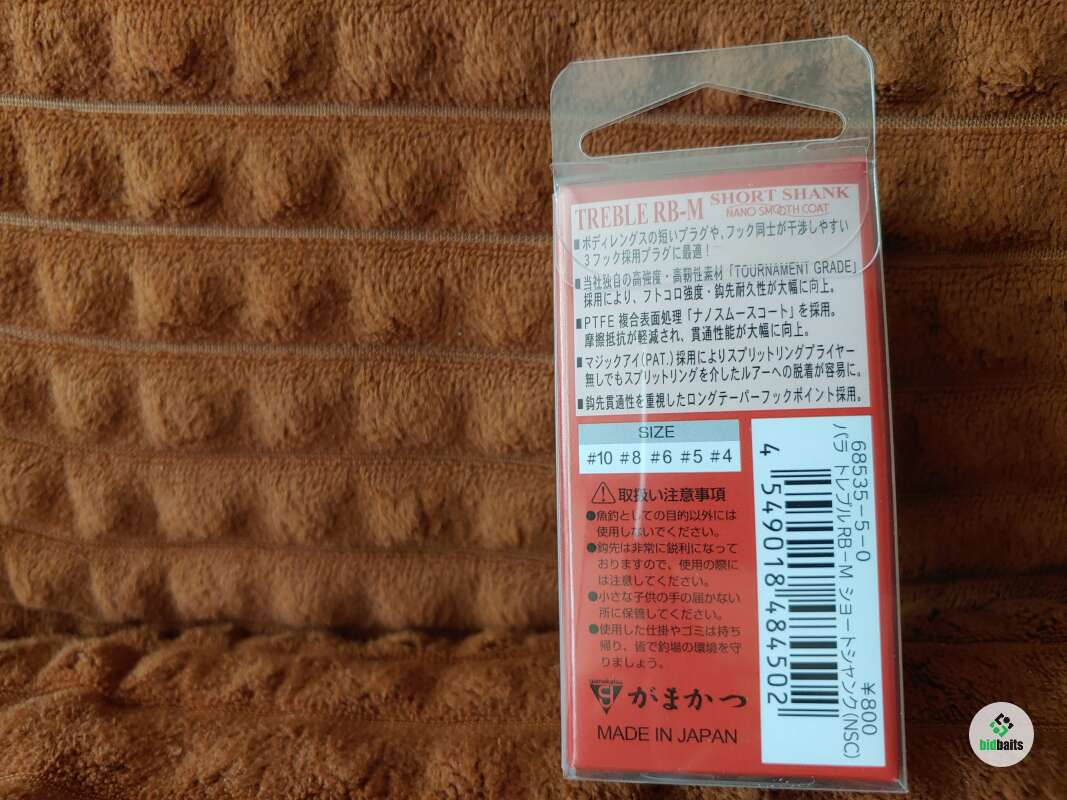 TREBLE RB-M SHORT SHANK
NANO SMOOTH COAT
■ボディレングスの短いプラグや、フック同士が干渉しやすい
3フック採用プラグに最適!
■当社独自の高強度・高靭性素材「TOURNAMENT GRADE」
採用により、フトコロ強度・鈎先耐久性が大幅に向上。
■PTFE 複合表面処理「ナノスムースコート」を採用。
摩擦抵抗が軽減され、貫通性能が大幅に向上。
■マジックアイ(PAT.)採用によりスプリットリングプライヤー
無しでもスプリットリングを介したルアーへの脱着が容易に。
■鈎先貫通性を重視したロングテーパーフックポイント採用。
SIZE
#10 #8 #6 #5 #4
取扱い注意事項
●魚釣としての目的以外には
使用しないでください。
●鈎先は非常に鋭利になって
おりますので、使用の際に
は注意してください。
●小さな子供の手の届かない
所に保管してください。
●使用した仕掛やゴミは持ち
帰り、皆で釣場の環境を守
りましょう。
gamakatsu
がまかつ
MADE IN JAPAN
68535-5-0
バラ トレブルRB-M ショートシャンク(NSC)
¥800
4 549018 484502
bidbaits